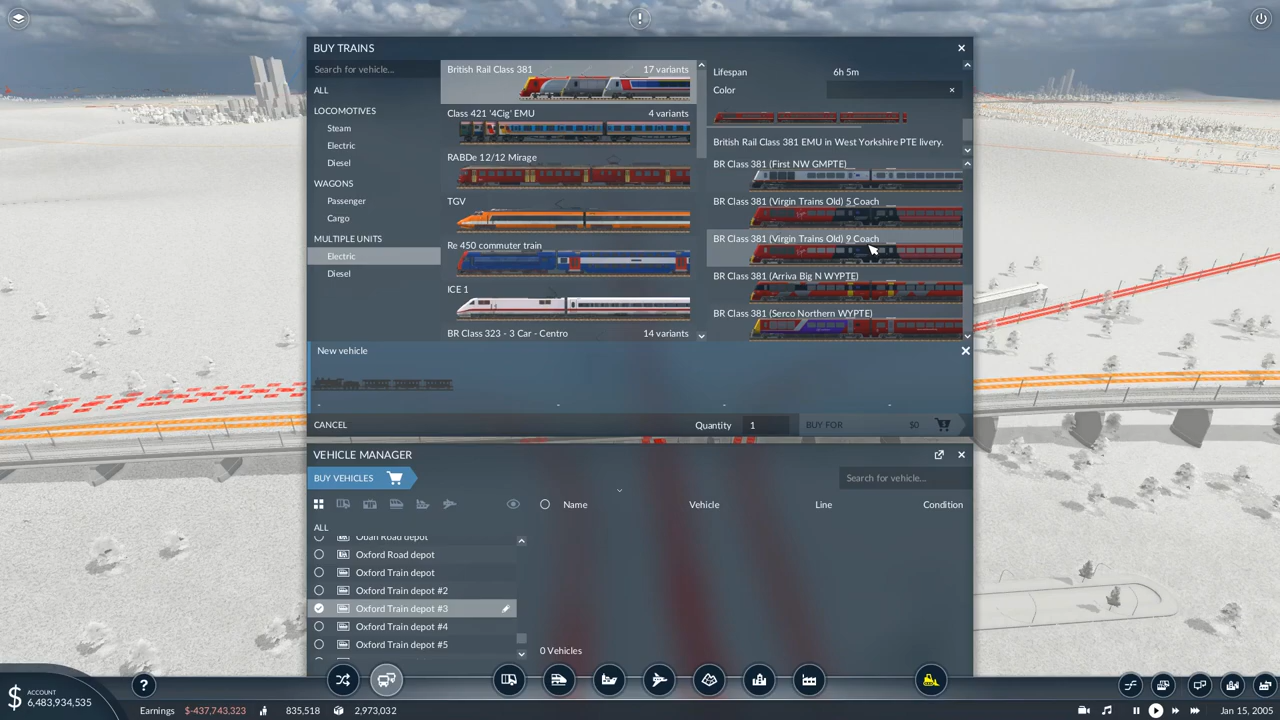 BUY TRAINS
Search for vehicle...
ALL
LOCOMOTIVES
Steam
Electric
Diesel
WAGONS
Passenger
Cargo
MULTIPLE UNITS
Electric
Diesel
British Rail Class 381 17 variants
Class 421 '4Cig' EMU 4 variants
RABDe 12/12 Mirage
TGV
Re 450 commuter train
ICE 1
BR Class 323 - 3 Car - Centro 14 variants
Lifespan 6h 5m
Color
British Rail Class 381 EMU in West Yorkshire PTE livery.
BR Class 381 (First NW GMPTE)
BR Class 381 (Virgin Trains Old) 5 Coach
BR Class 381 (Virgin Trains Old) 9 Coach
BR Class 381 (Arriva Big N WYPTE)
BR Class 381 (Serco Northern WYPTE)
New vehicle
- - - -
CANCEL Quantity 1 BUY FOR $0
VEHICLE MANAGER
BUY VEHICLES Search for vehicle...
Name Vehicle Line Condition
ALL
Oban Road depot
Oxford Road depot
Oxford Train depot
Oxford Train depot #2
Oxford Train depot #3
Oxford Train depot #4
Oxford Train depot #5
0 Vehicles
$ ACCOUNT
6,483,934,535
?
Earnings $-437,743,323 835,518 2,973,032 Jan 15, 2005